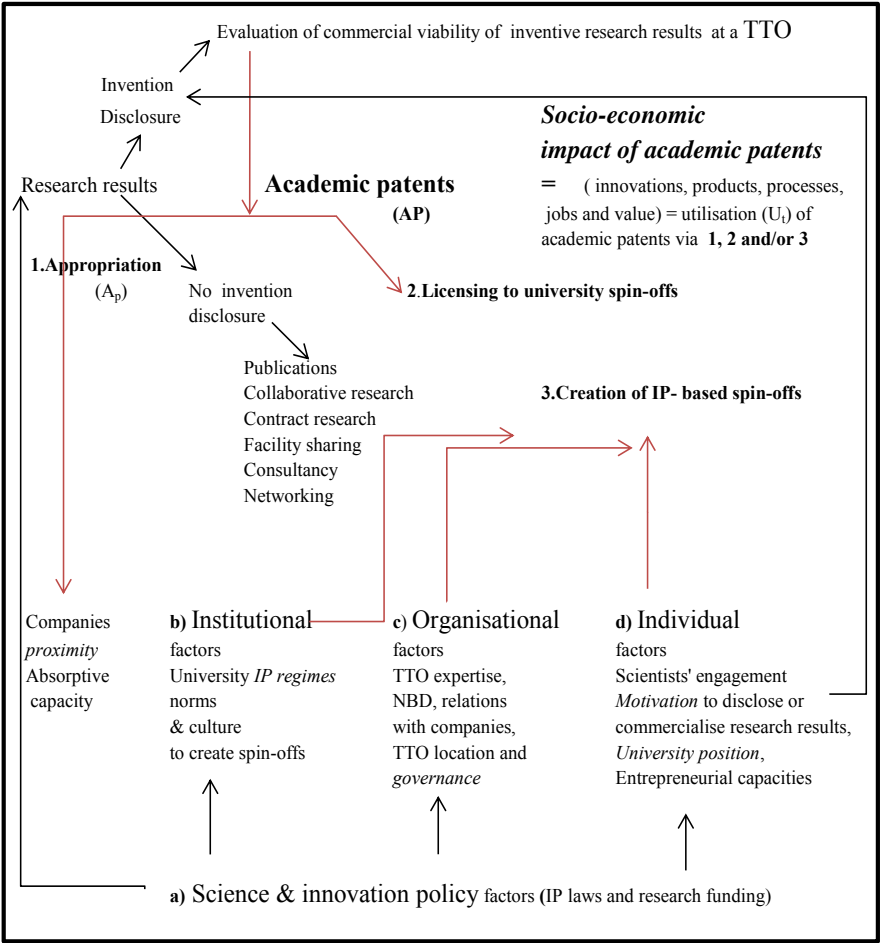 Evaluation of commercial viability of inventive research results at a TTO
Invention
Disclosure
Socio-economic
impact of academic patents
= ( innovations, products, processes,
jobs and value) = utilisation (Ut) of
academic patents via 1, 2 and/or 3
Research results
Academic patents
(AP)
1.Appropriation
(Ap)
No invention
disclosure
2.Licensing to university spin-offs
Publications
Collaborative research
Contract research
Facility sharing
Consultancy
Networking
3.Creation of IP- based spin-offs
Companies
proximity
Absorptive
capacity
b) Institutional
factors
University IP regimes
norms
& culture
to create spin-offs
c) Organisational
factors
TTO expertise,
NBD, relations
with companies,
TTO location and
governance
d) Individual
factors
Scientists' engagement
Motivation to disclose or
commercialise research results,
University position,
Entrepreneurial capacities
a) Science & innovation policy factors (IP laws and research funding)